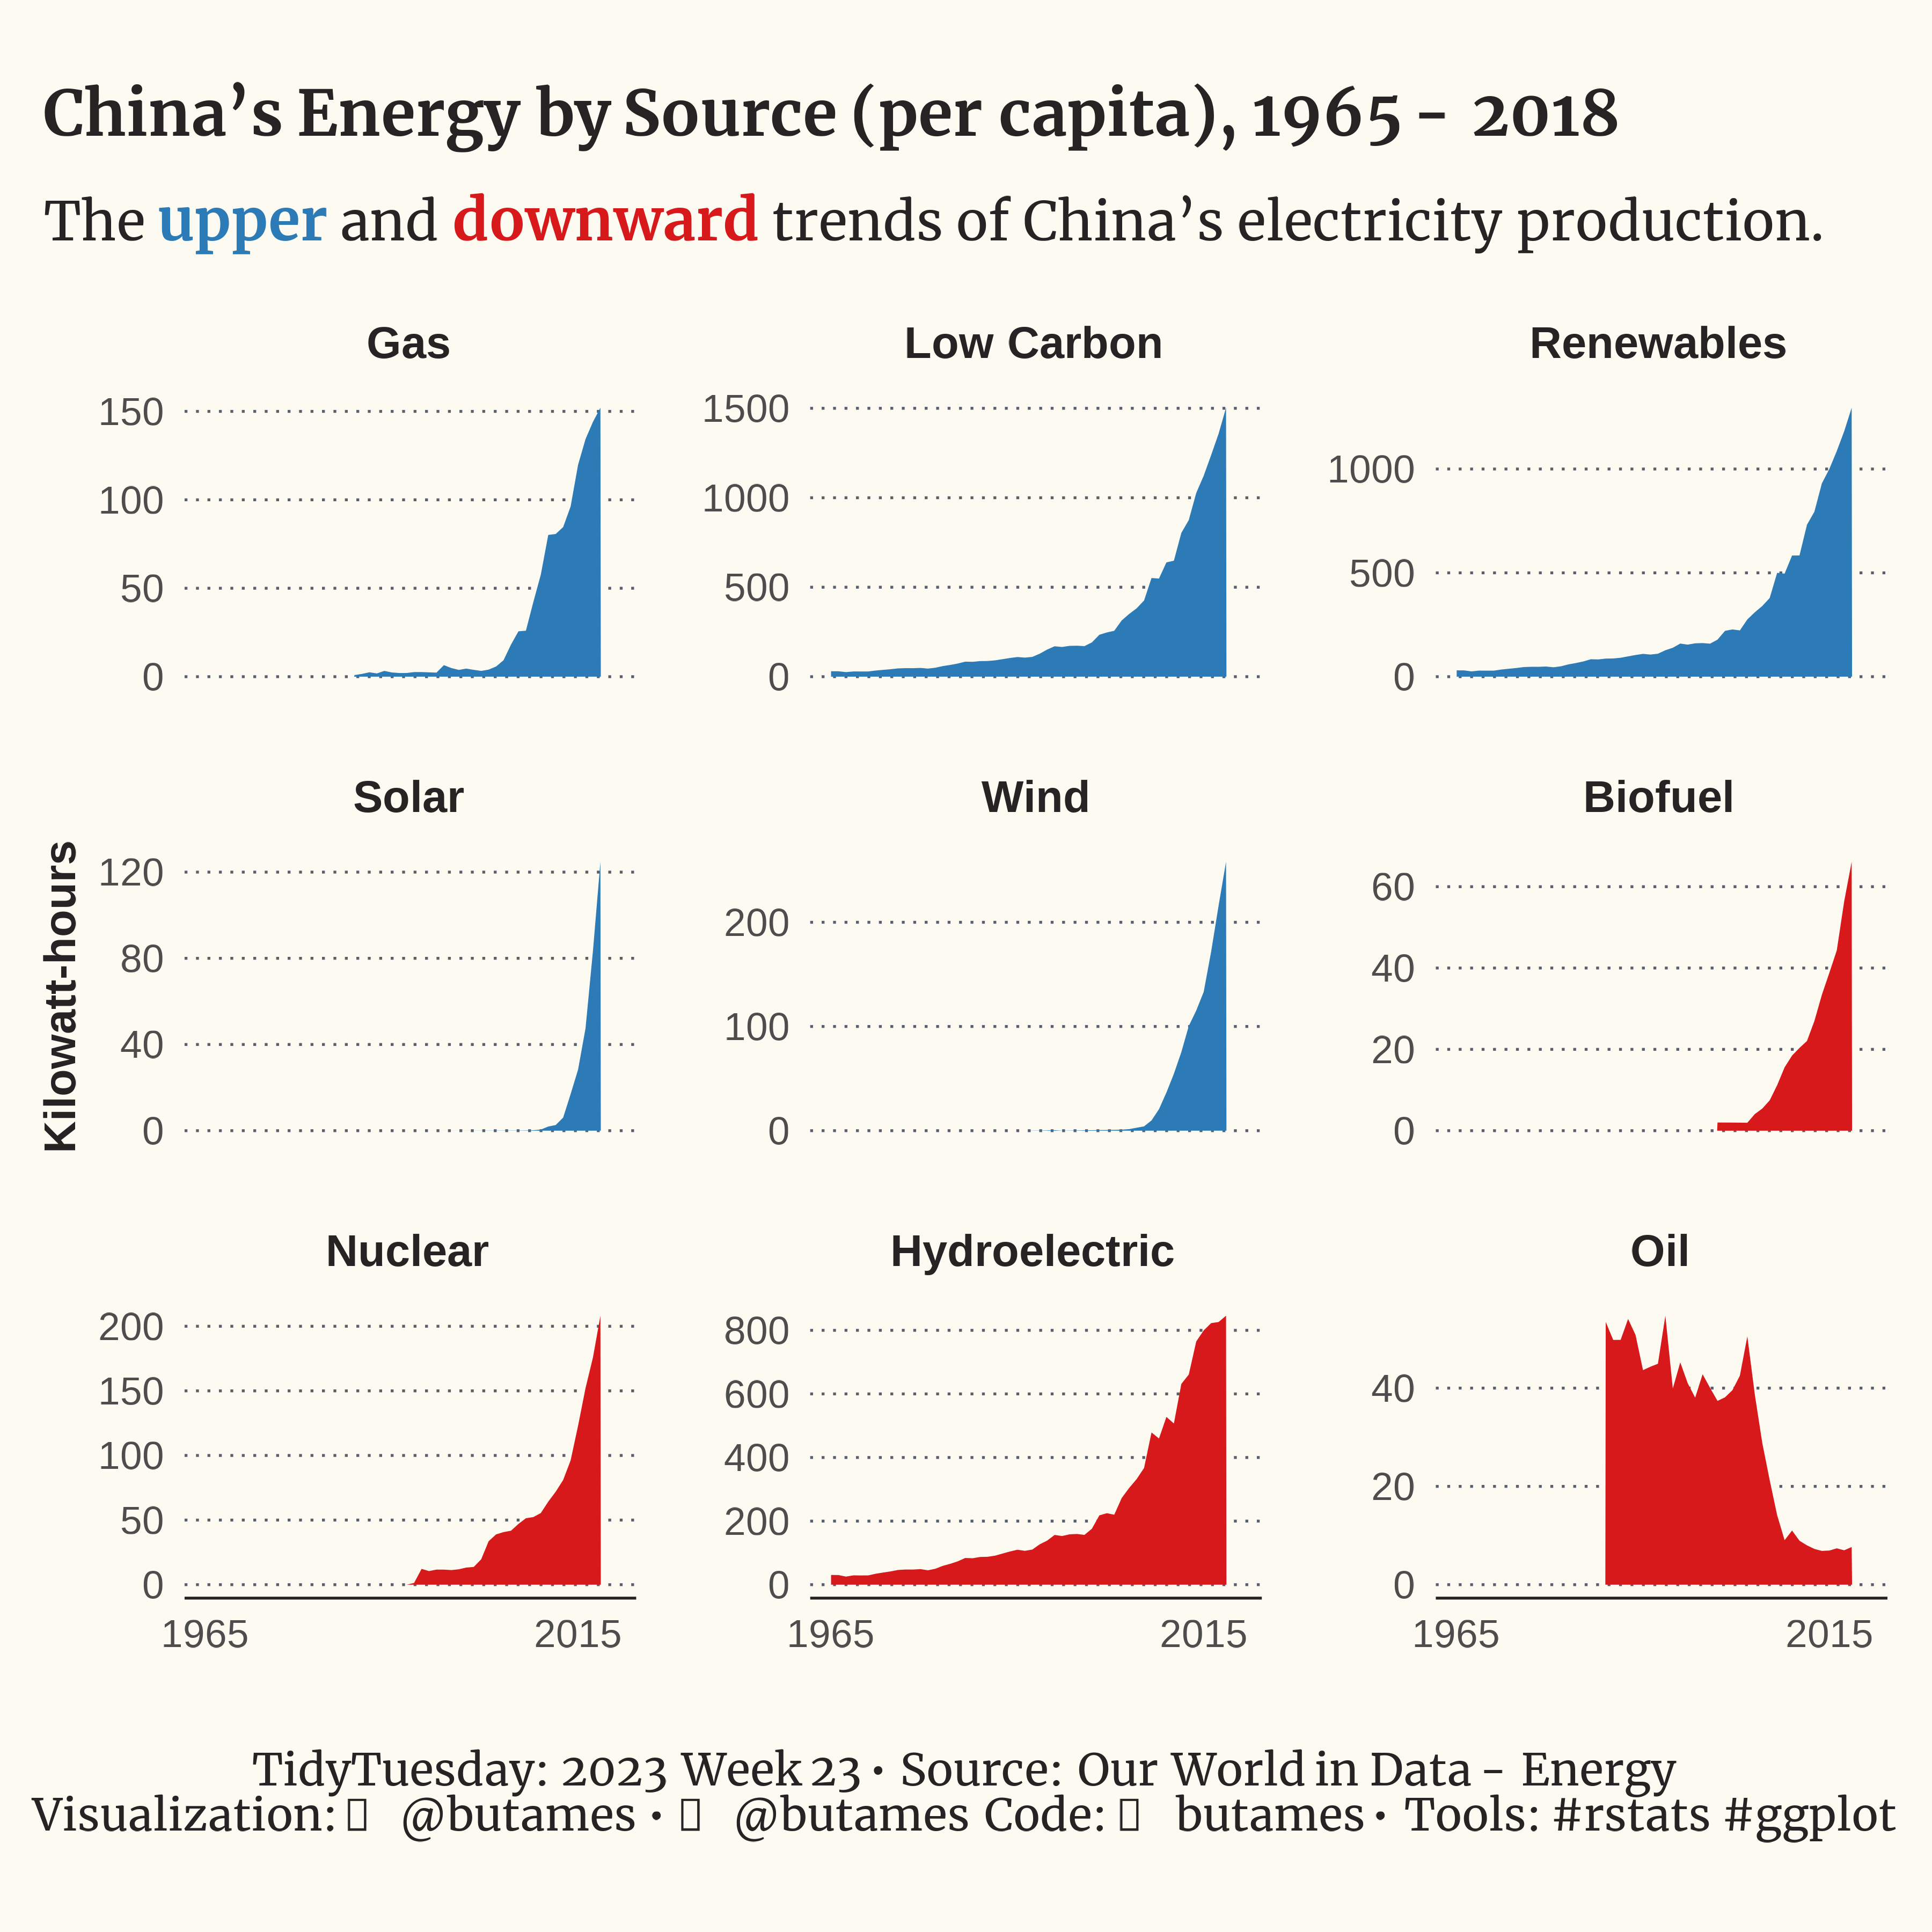 China’s Energy by Source (per capita), 1965 - 2018
The upper and downward trends of China’s electricity production.
Gas
150
100
50
0
Low Carbon
1500
1000
500
0
Renewables
1000
500
0
Kilowatt-hours
Solar
120
80
40
0
Wind
200
100
0
Biofuel
60
40
20
0
Nuclear
200
150
100
50
0
1965 2015
Hydroelectric
800
600
400
200
0
1965 2015
Oil
40
20
0
1965 2015
TidyTuesday: 2023 Week 23 • Source: Our World in Data - Energy
Visualization: @butames • @butames Code: butames • Tools: #rstats #ggplot